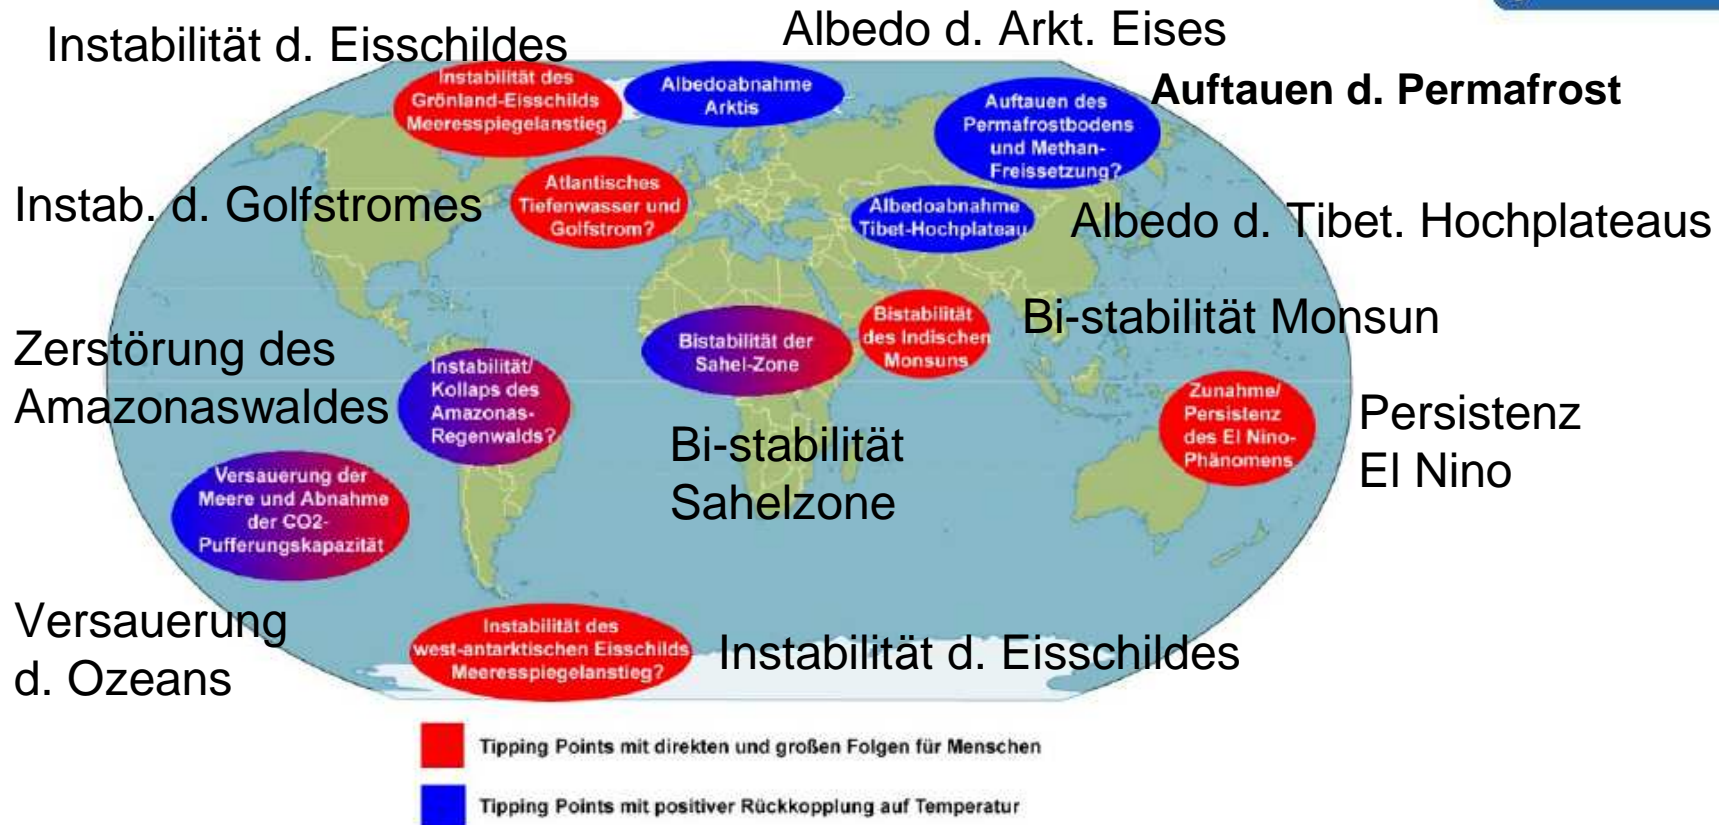 Instabilität d. Eisschildes
Albedo d. Arkt. Eises
Instabilität des
Grönland-Eisschilds
Meeresspiegelanstieg
Albedoabnahme
Arktis
Auftauen des
Permafrostbodens
und Methan-
Freissetzung?
Auftauen d. Permafrost
Instab. d. Golfstromes
Atlantisches
Tiefenwasser und
Golfstrom?
Albedoabnahme
Tibet-Hochplateau
Albedo d. Tibet. Hochplateaus
Bistabilität der
Sahel-Zone
Bistabilität
des Indischen
Monsuns
Bi-stabilität Monsun
Zerstörung des
Amazonaswaldes
Instabilität/
Kollaps des
Amazonas-
Regenwalds?
Bi-stabilität
Sahelzone
Zunahme/
Persistenz
des El Nino-
Phänomens
Persistenz
El Nino
Versauerung der
Meere und Abnahme
der CO2-
Pufferungskapazität
Versauerung
d. Ozeans
Instabilität des
west-antarktischen Eisschilds
Meeresspiegelanstieg?
Instabilität d. Eisschildes
Tipping Points mit direkten und großen Folgen für Menschen
Tipping Points mit positiver Rückkopplung auf Temperatur